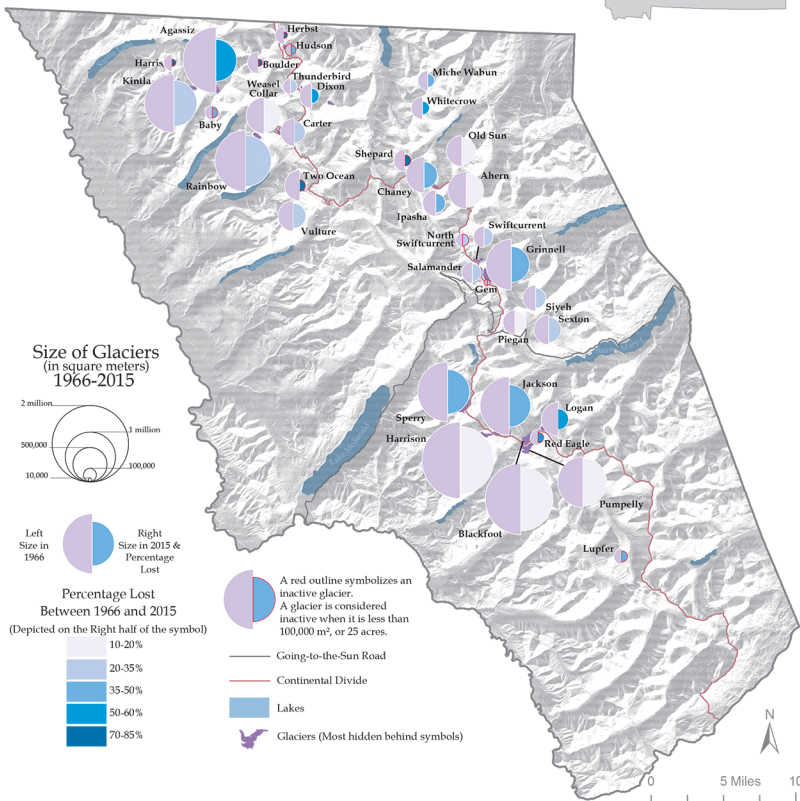 Agassiz
Herbst
Hudson
Harris
Boulder
Kintla
Weasel
Collar
Thunderbird
Dixon
Miche Wabun
Whitecrow
Baby
Carter
Old Sun
Shepard
Rainbow
Two Ocean
Chaney
Ahern
Ipasha
Vulture
North
Swiftcurrent
Swiftcurrent
Grinnell
Salamander
Gem
Siyeh
Sexton
Piegan
Jackson
Sperry
Logan
Harrison
Red Eagle
Pumpelly
Blackfoot
Lupfer
Size of Glaciers
(in square meters)
1966-2015
2 million
1 million
500,000
100,000
10,000
Left
Size in
1966
Right
Size in 2015 &
Percentage
Lost
Percentage Lost
Between 1966 and 2015
(Depicted on the Right half of the symbol)
10-20%
20-35%
35-50%
50-60%
70-85%
A red outline symbolizes an
inactive glacier.
A glacier is considered
inactive when it is less than
100,000 m², or 25 acres.
Going-to-the-Sun Road
Continental Divide
Lakes
Glaciers (Most hidden behind symbols)
N
0 5 Miles 10